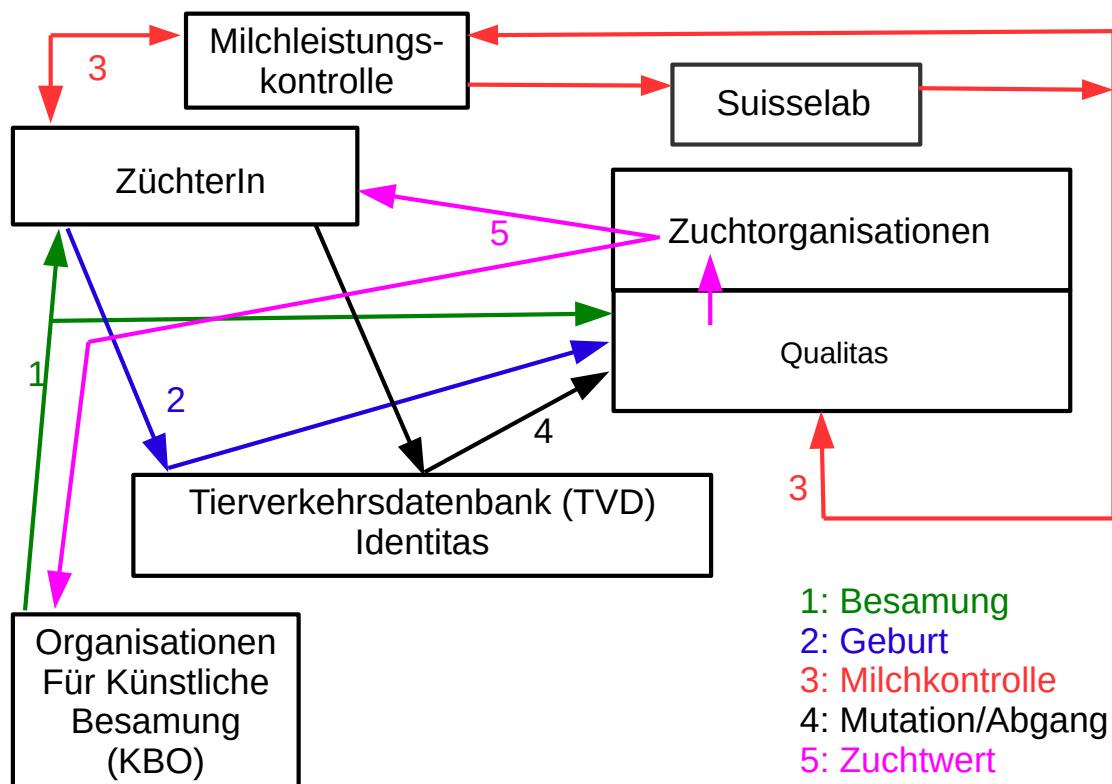 Milchleistungs-
kontrolle
3
Suisselab
ZüchterIn
5
Zuchtorganisationen
Qualitas
1
2
4
3
Tierverkehrsdatenbank (TVD)
Identitas
Organisationen
Für Künstliche
Besamung
(KBO)
1: Besamung
2: Geburt
3: Milchkontrolle
4: Mutation/Abgang
5: Zuchtwert